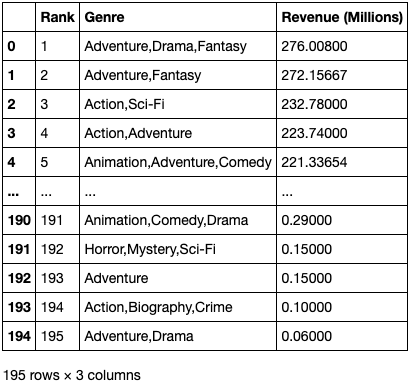 Rank Genre Revenue (Millions)
0 1 Adventure,Drama,Fantasy 276.00800
1 2 Adventure,Fantasy 272.15667
2 3 Action,Sci-Fi 232.78000
3 4 Action,Adventure 223.74000
4 5 Animation,Adventure,Comedy 221.33654
... ... ... ...
190 191 Animation,Comedy,Drama 0.29000
191 192 Horror,Mystery,Sci-Fi 0.15000
192 193 Adventure 0.15000
193 194 Action,Biography,Crime 0.10000
194 195 Adventure,Drama 0.06000
195 rows × 3 columns